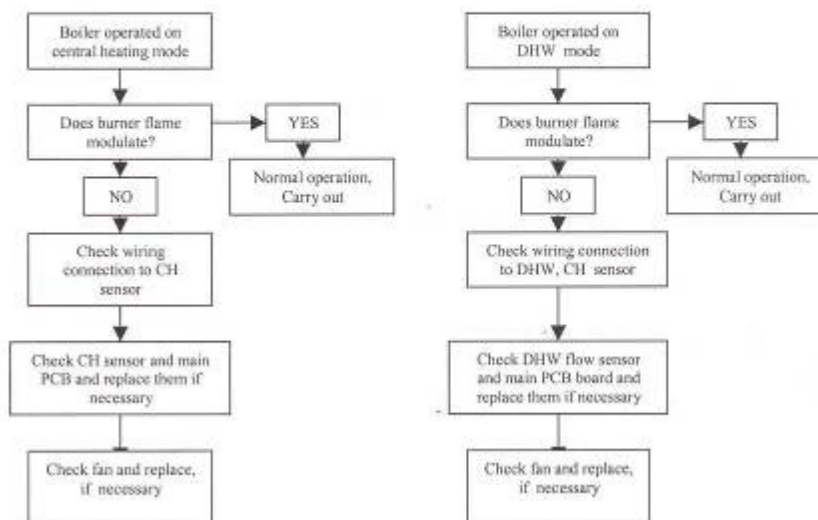 Boiler operated on
central heating mode
Does burner flame
modulate?
YES
NO
Normal operation,
Carry out
Check wiring
connection to CH
sensor
Check CH sensor and main
PCB and replace them if
necessary
Check fan and replace,
if necessary
Boiler operated on
DHW mode
Does burner flame
modulate?
YES
NO
Normal operation,
Carry out
Check wiring connection
to DHW, CH sensor
Check DHW flow sensor
and main PCB board and
replace them if necessary
Check fan and replace,
if necessary